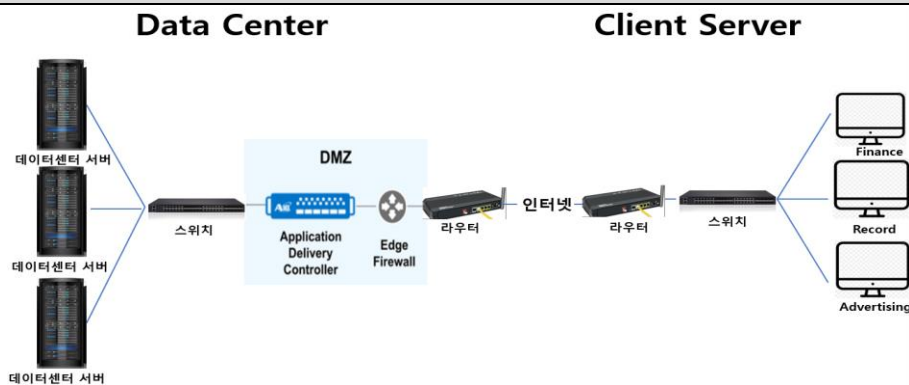 Data Center
Client Server
데이터센터 서버
데이터센터 서버
데이터센터 서버
스위치
DMZ
Application
Delivery
Controller
Edge
Firewall
라우터
인터넷
라우터
스위치
Finance
Record
Advertising